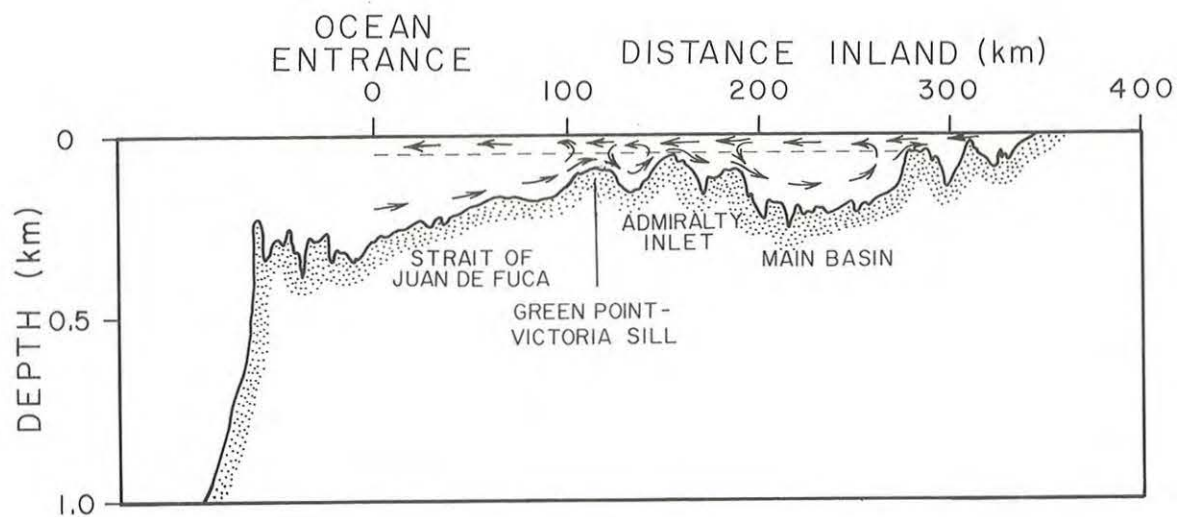 OCEAN
ENTRANCE
DISTANCE INLAND (km)
0 100 200 300 400
0
0.5
1.0
DEPTH (km)
STRAIT OF
JUAN DE FUCA
GREEN POINT-
VICTORIA SILL
ADMIRALTY
INLET
MAIN BASIN